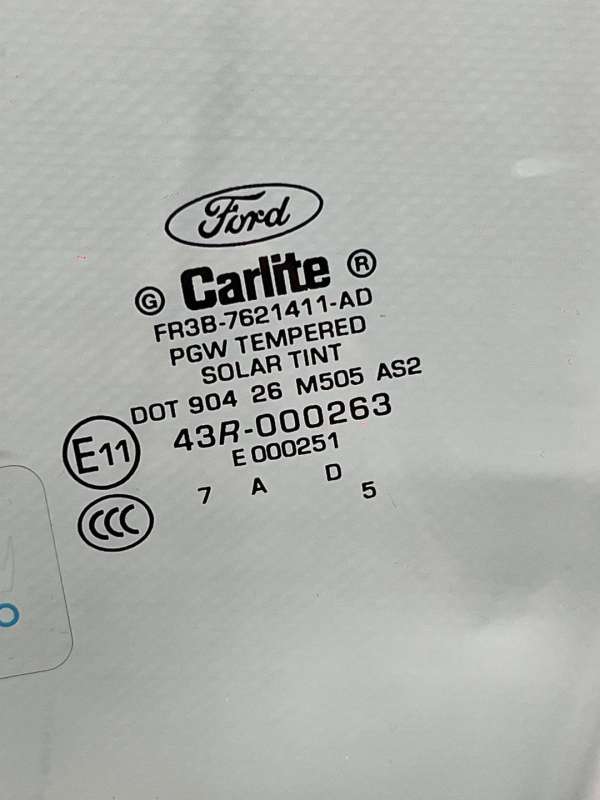 Ford
G Carlite ®
FR3B-7621411-AD
PGW TEMPERED
SOLAR TINT
DOT 904 26 M505 AS2
E11 43R-000263
E000251
CCC 7 A D 5